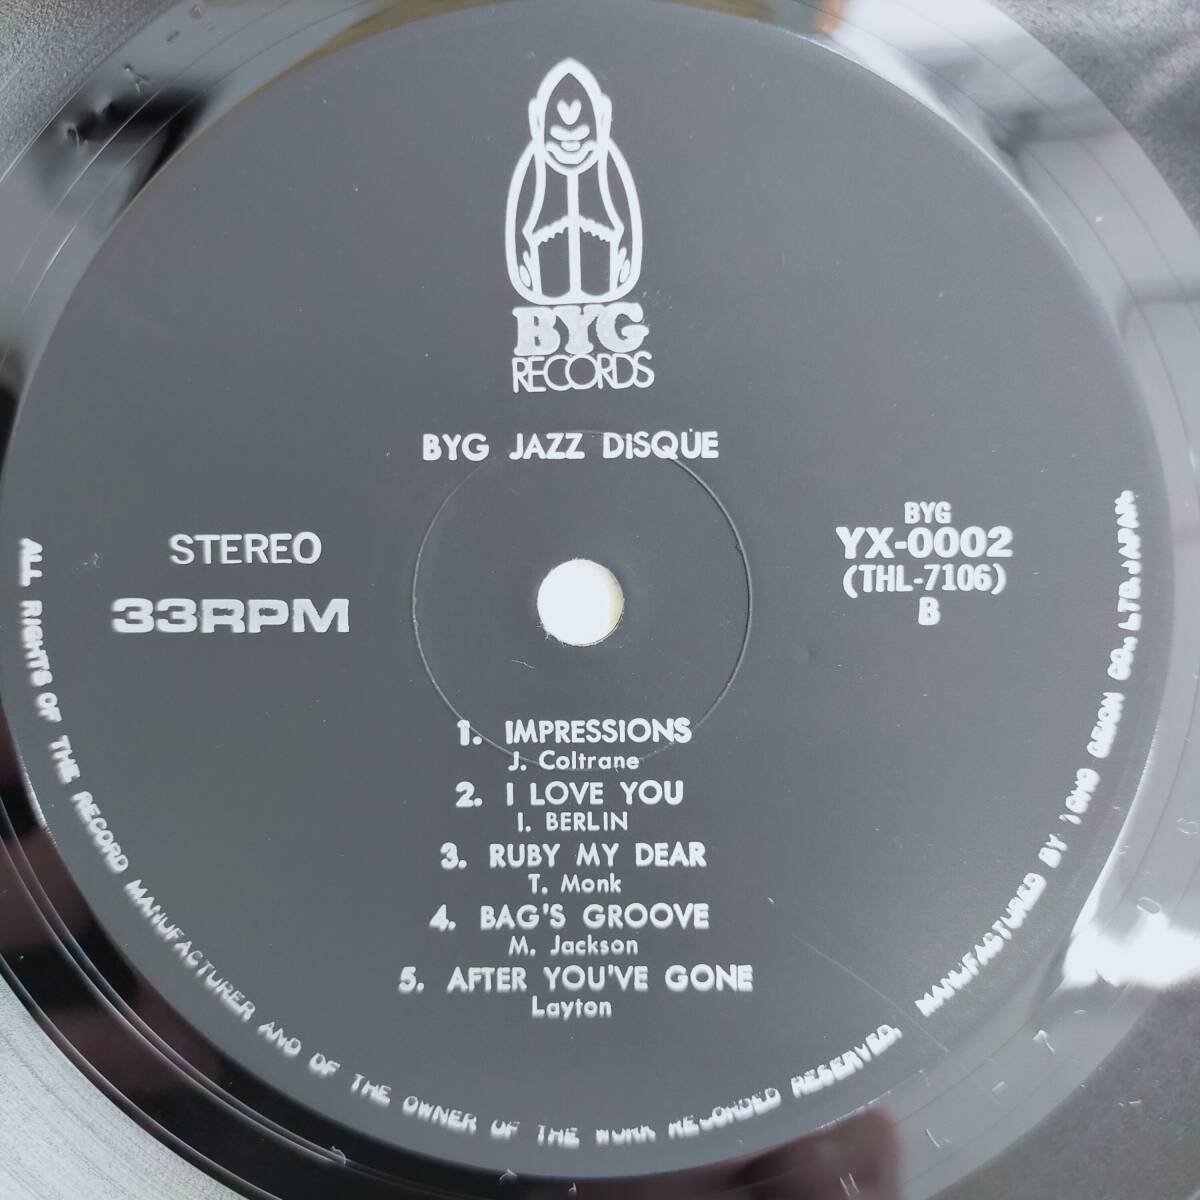 BYG
RECORDS
BYG JAZZ DISQUE
STEREO
33RPM
BYG
YX-0002
(THL-7106)
B
1. IMPRESSIONS
J. Coltrane
2. I LOVE YOU
I. BERLIN
3. RUBY MY DEAR
T. Monk
4. BAG'S GROOVE
M. Jackson
5. AFTER YOU'VE GONE
Layton
ALL RIGHTS OF THE RECORD MANUFACTURER AND OF THE OWNER OF THE WORK RECORDED RESERVED. MANUFACTURED BY TOHO GEION CO., LTD. JAPAN.